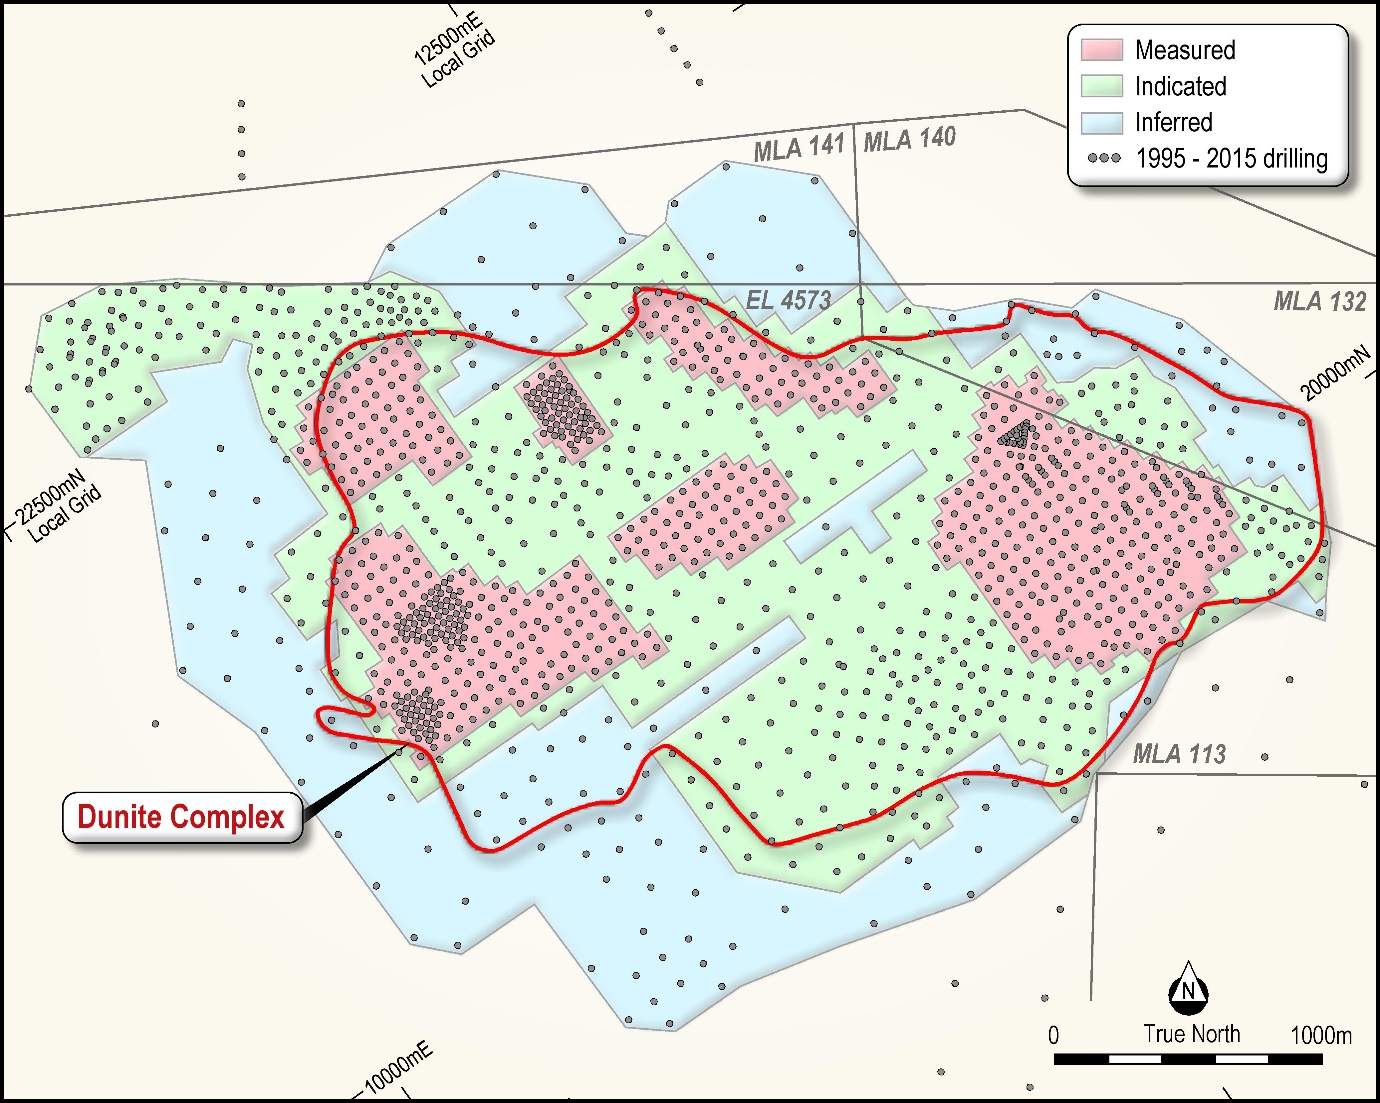 12500mE
Local Grid
Measured
Indicated
Inferred
1995 - 2015 drilling
MLA 141
MLA 140
EL 4573
MLA 132
20000mN
22500mN
Local Grid
MLA 113
Dunite Complex
N
0
True North
1000m
10000mE